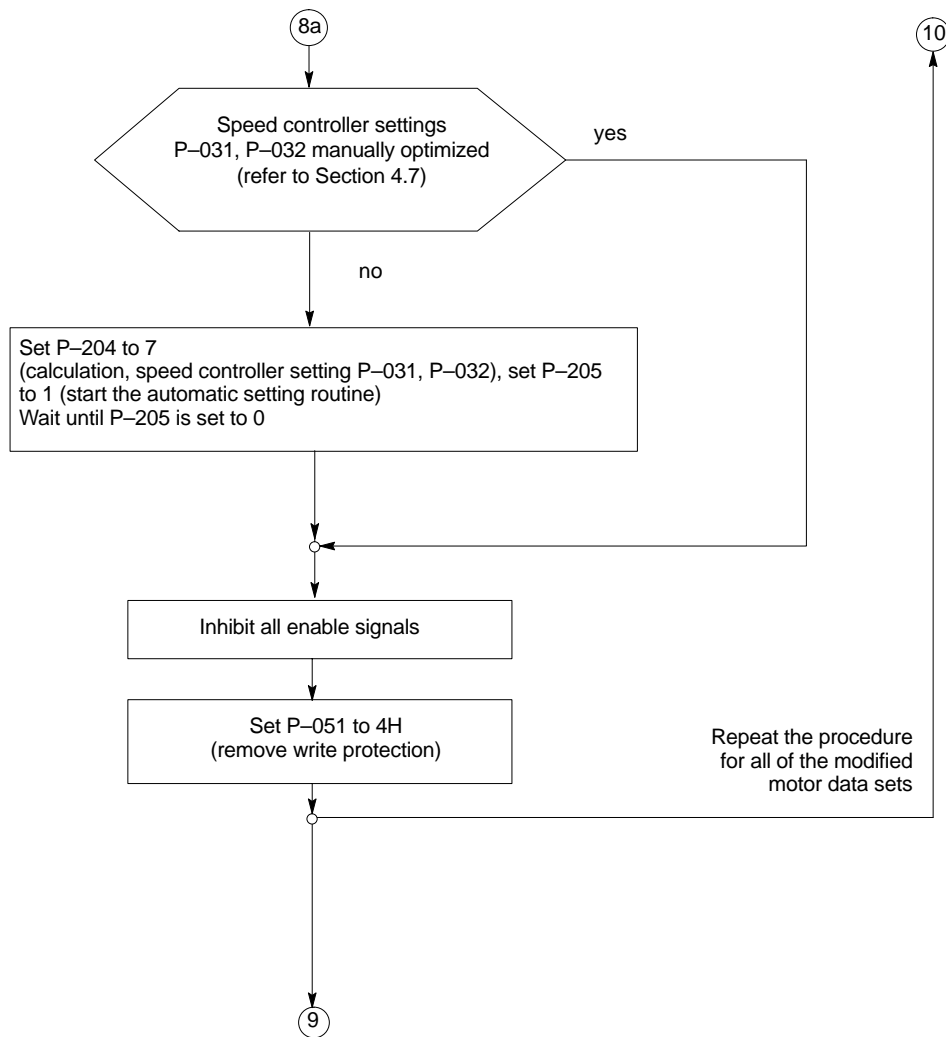 8a
10
Speed controller settings
P–031, P–032 manually optimized
(refer to Section 4.7)
yes
no
Set P–204 to 7
(calculation, speed controller setting P–031, P–032), set P–205
to 1 (start the automatic setting routine)
Wait until P–205 is set to 0
Inhibit all enable signals
Set P–051 to 4H
(remove write protection)
Repeat the procedure
for all of the modified
motor data sets
9